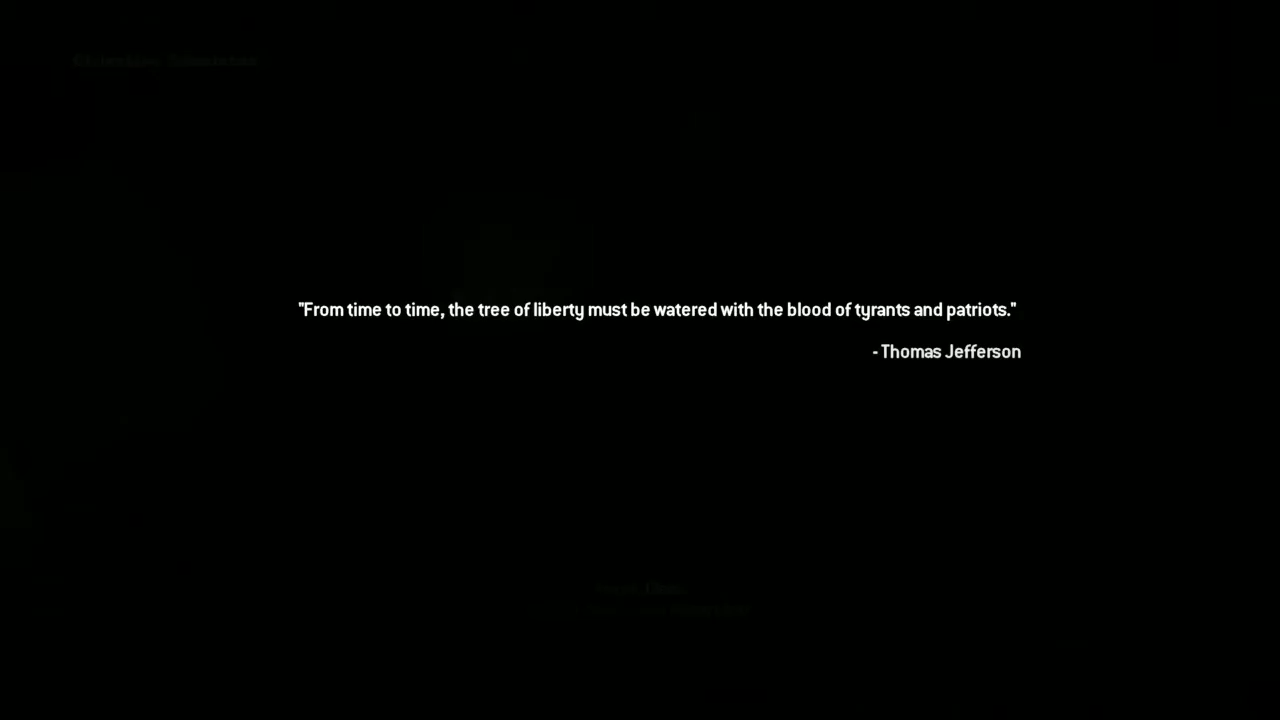 "From time to time, the tree of liberty must be watered with the blood of tyrants and patriots."
- Thomas Jefferson